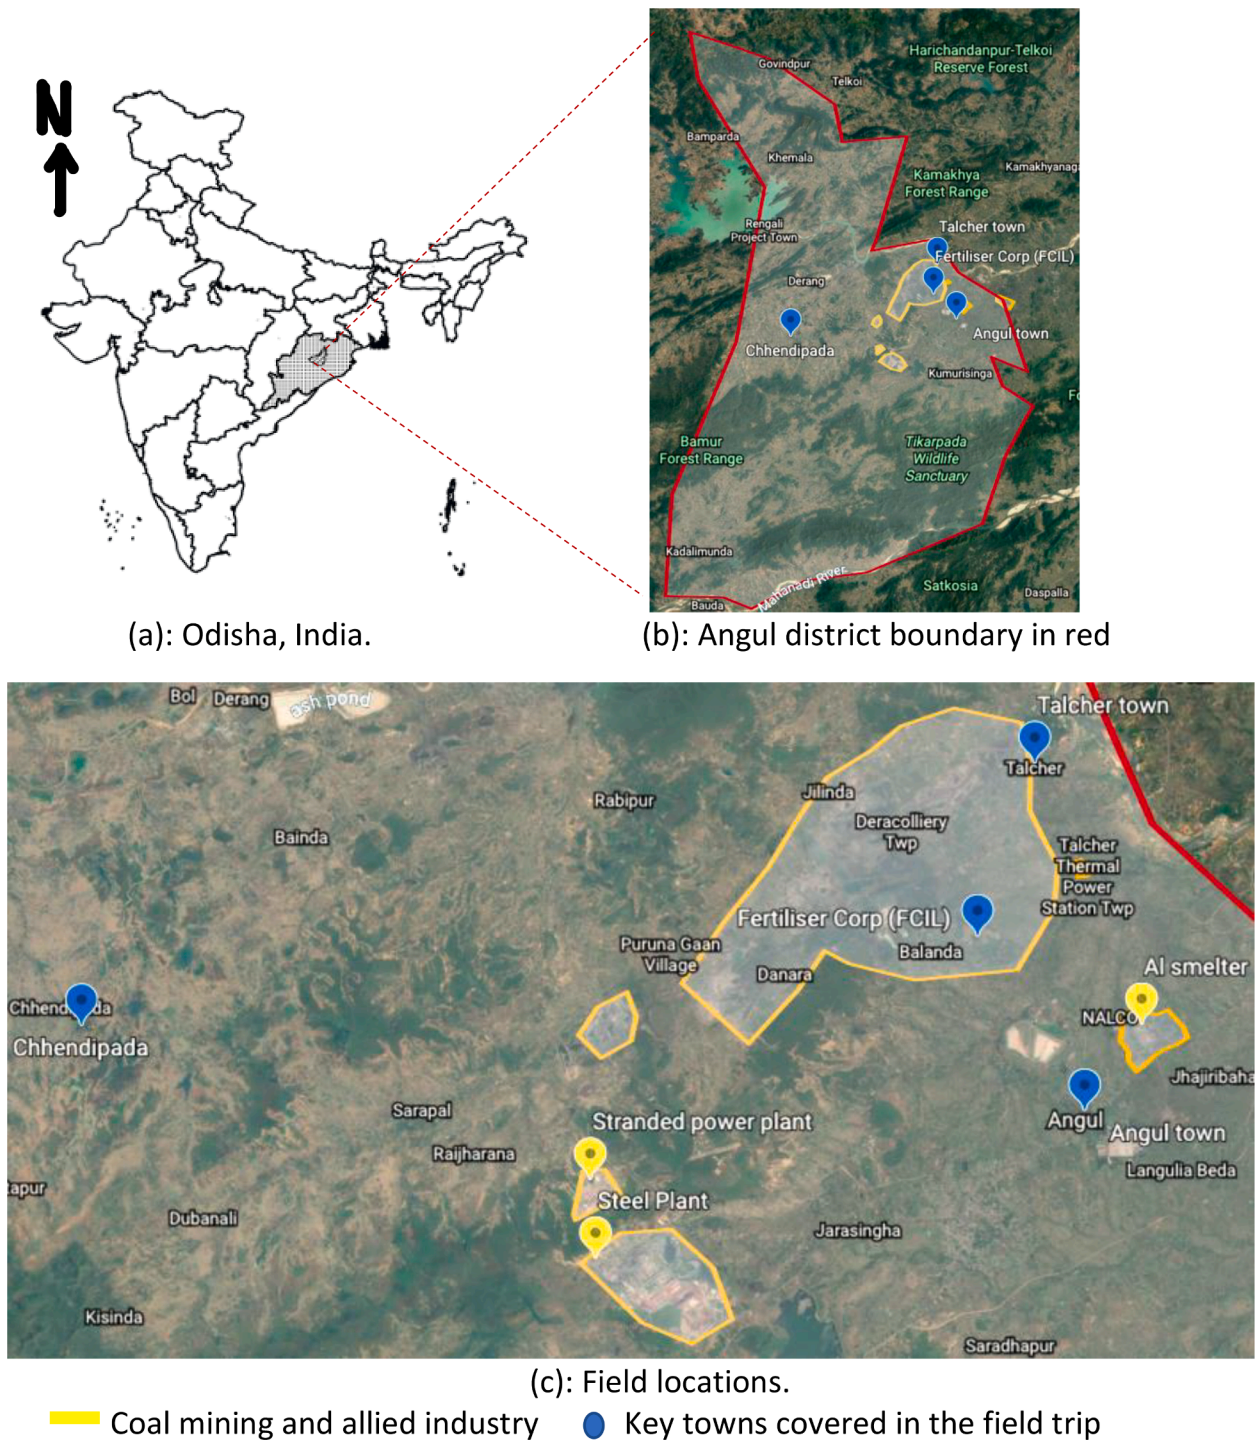 N
Harichandanpur-Telkoi
Reserve Forest
Govindpur
Telkoi
Bamparda
Khemala
Kamakhyanaga
Kamakhya
Forest Range
Rengali
Project Town
Talcher town
Fertiliser Corp (FCIL)
Derang
Chhendipada
Angul town
Kumurisinga
Bamur
Forest Range
Tikarpada
Wildlife
Sanctuary
Kadalimunda
Mahanadi River
Satkosia
Bauda
Daspalla
(a): Odisha, India.
(b): Angul district boundary in red
Bol
Derang
ash pond
Talcher town
Talcher
Jilinda
Rabipur
Deracolliery
Twp
Bainda
Talcher
Thermal
Power
Station Twp
Fertiliser Corp (FCIL)
Balanda
Puruna Gaan
Village
Danara
Al smelter
NALCO
Chhendipada
Jhajiribaha
Sarapal
Stranded power plant
Angul
Angul town
Raijharana
Langulia Beda
Steel Plant
Dubanali
Jarasingha
Kisinda
Saradhapur
(c): Field locations.
Coal mining and allied industry
Key towns covered in the field trip